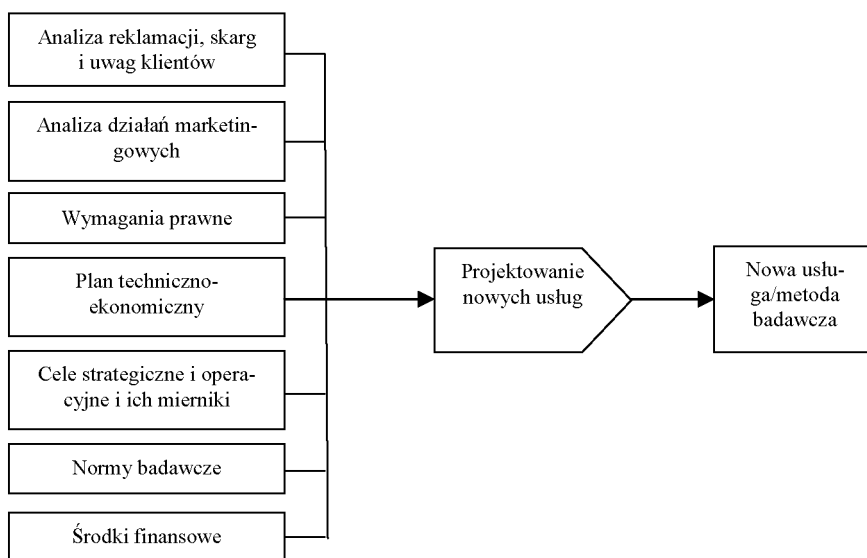 Analiza reklamacji, skarg
i uwag klientów
Analiza działań marketin-
gowych
Wymagania prawne
Plan techniczno-
ekonomiczny
Cele strategiczne i opera-
cyjne i ich mierniki
Normy badawcze
Środki finansowe
Projektowanie
nowych usług
Nowa usłu-
ga/metoda
badawcza